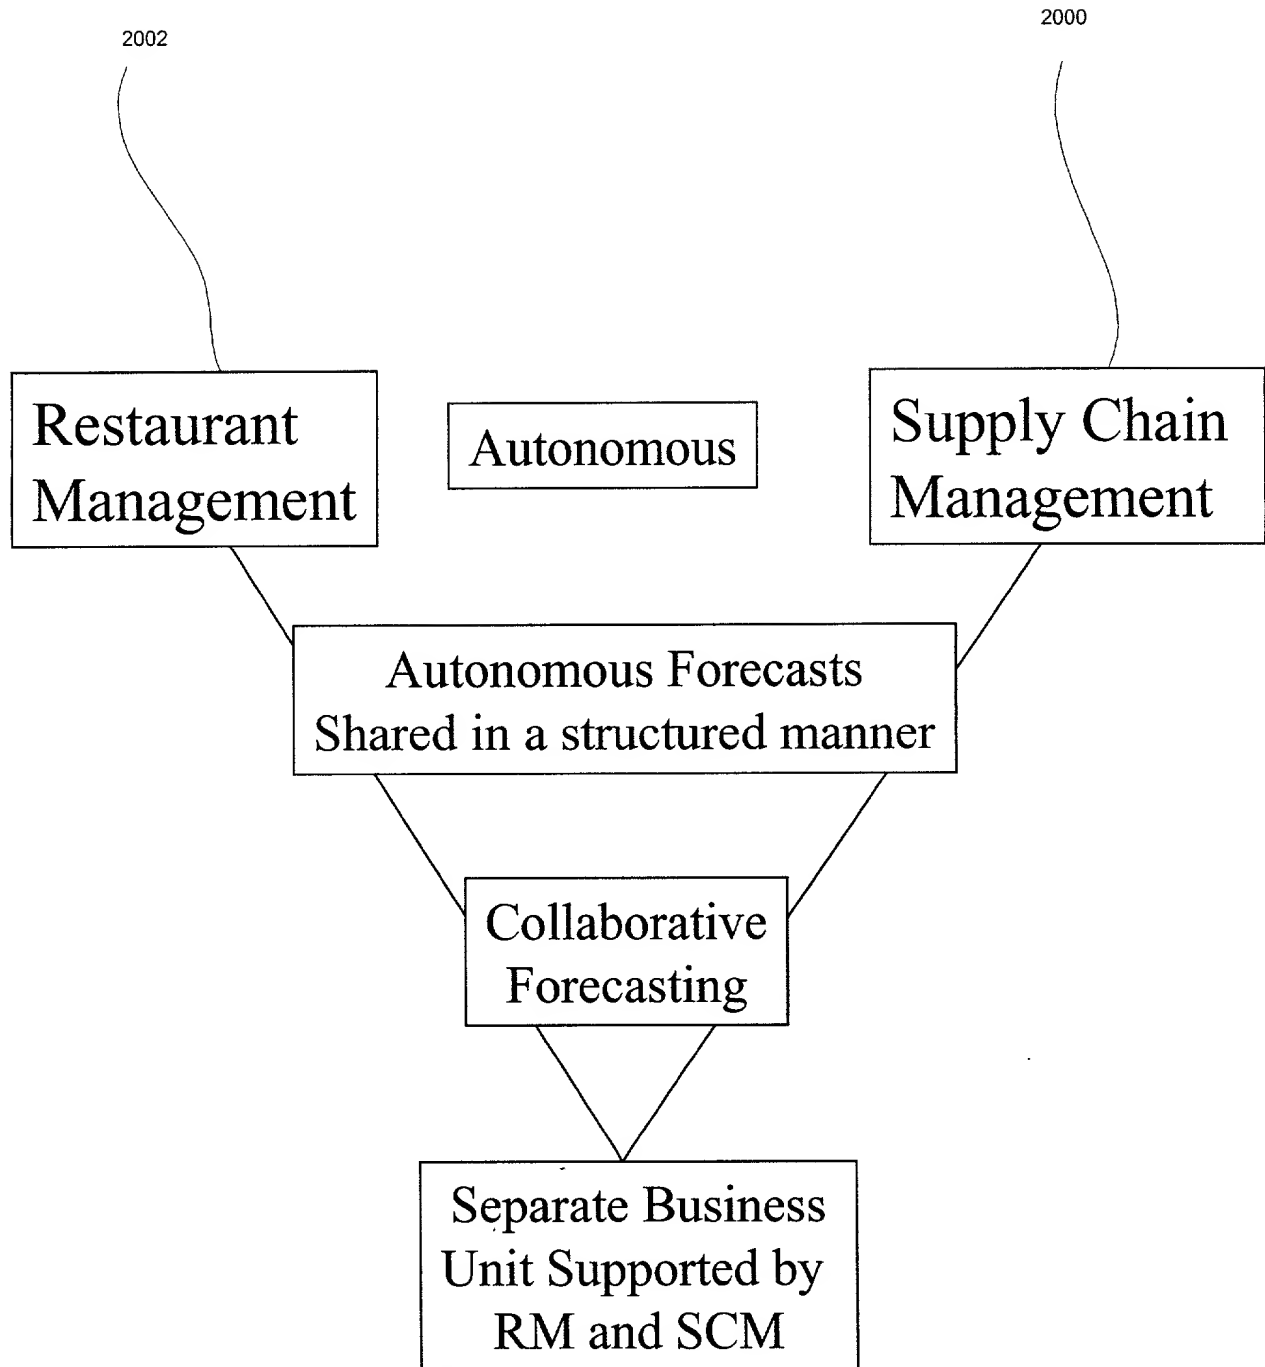 2002
2000
Restaurant
Management
Autonomous
Supply Chain
Management
Autonomous Forecasts
Shared in a structured manner
Collaborative
Forecasting
Separate Business
Unit Supported by
RM and SCM